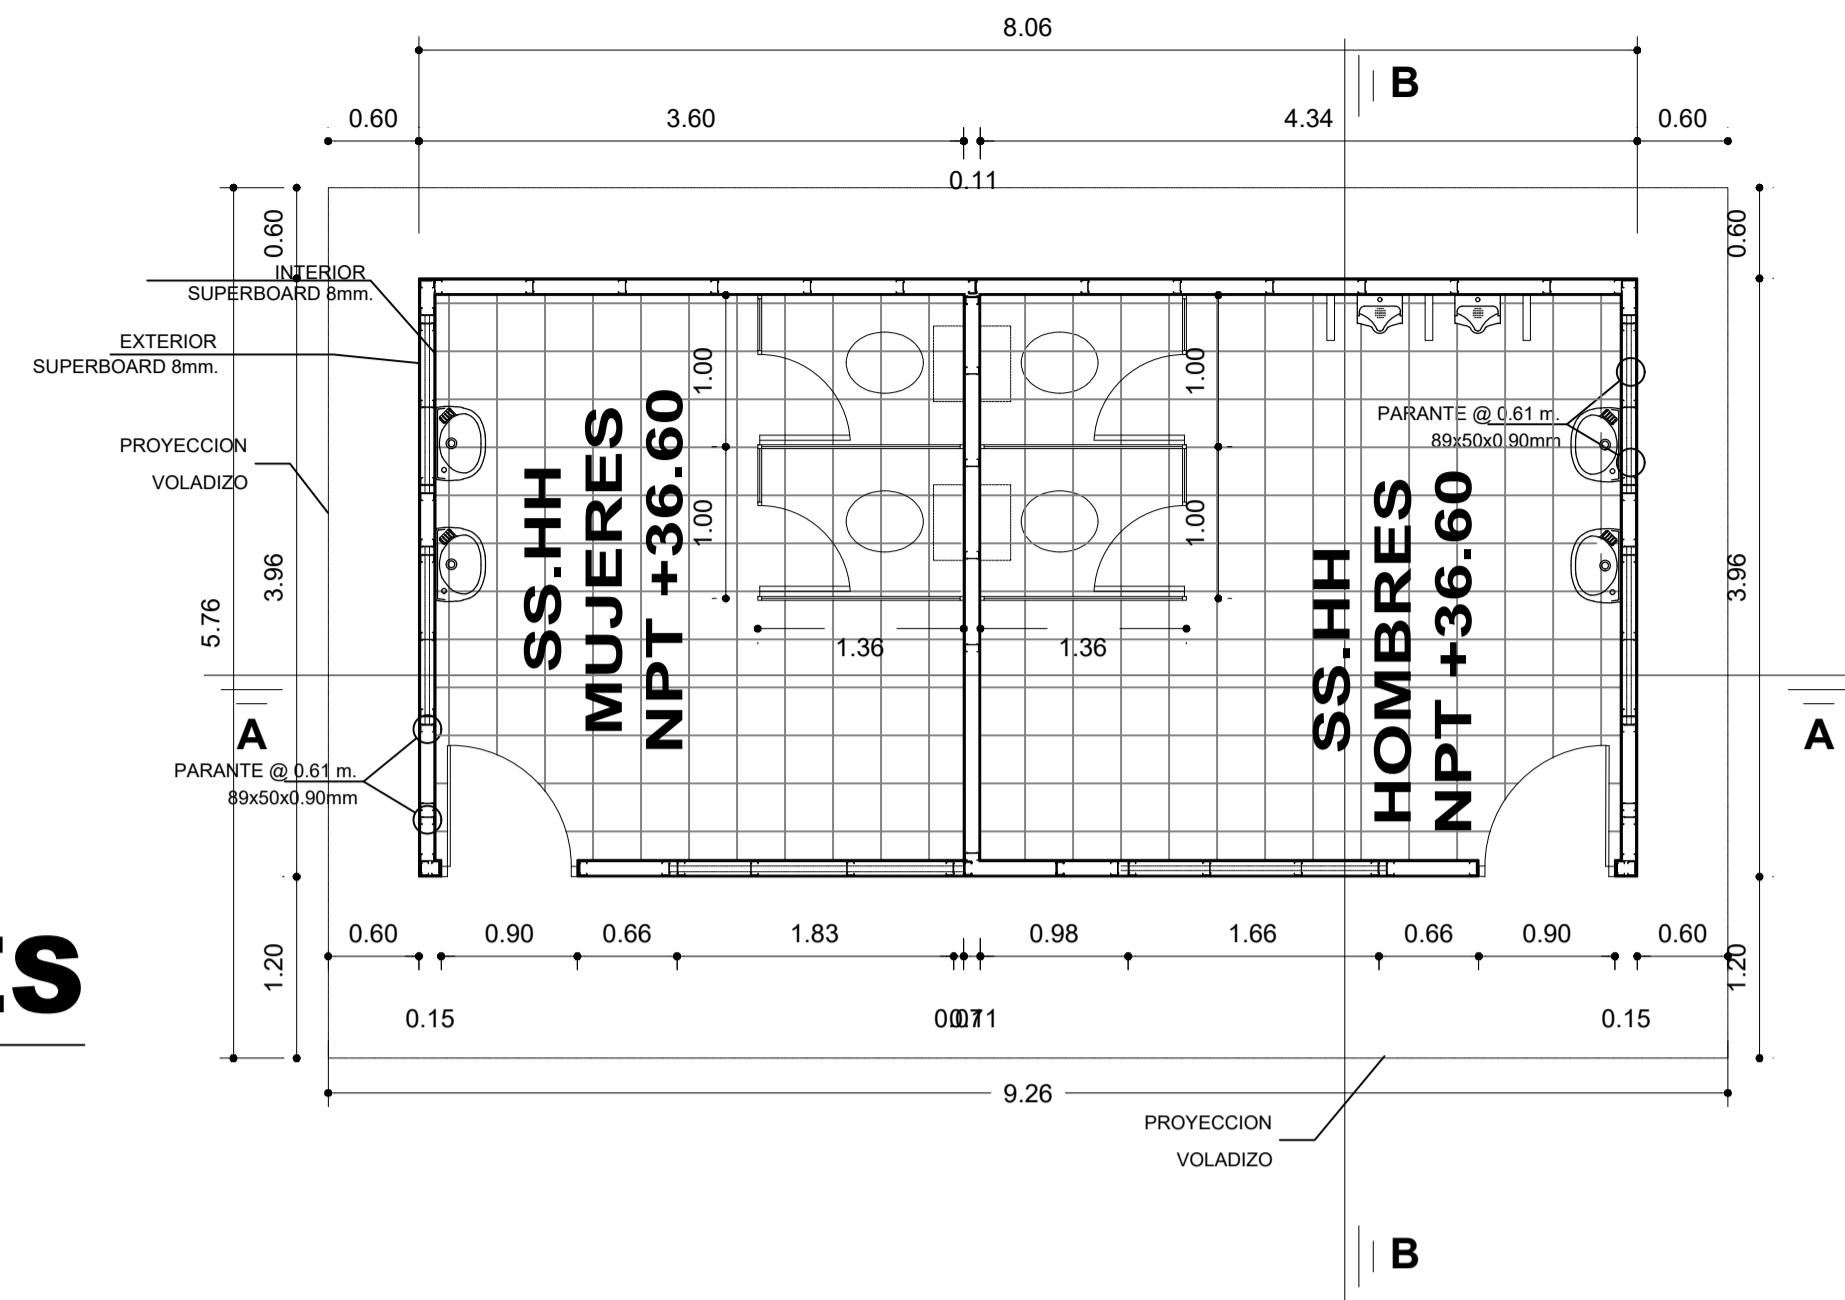 8.06
B
0.60
3.60
4.34
0.60
0.11
0.60
0.60
INTERIOR
SUPERBOARD 8mm.
EXTERIOR
SUPERBOARD 8mm.
PROYECCION
VOLADIZO
1.00
1.00
PARANTE @ 0.61 m.
89x50x0.90mm
1.00
1.00
SS.HH
MUJERES
NPT +36.60
SS.HH
HOMBRES
NPT +36.60
3.96
5.76
3.96
1.36
1.36
A
A
PARANTE @ 0.61 m.
89x50x0.90mm
0.60
0.90
0.66
1.83
0.98
1.66
0.66
0.90
0.60
1.20
1.20
0.15
0.15
9.26
PROYECCION
VOLADIZO
B